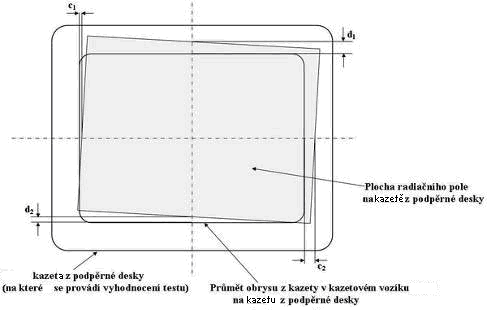 c1
d1
Plocha radiačního pole
na kazetě z podpěrné desky
d2
c2
kazeta z podpěrné desky
(na které se provádí vyhodnocení testu)
Průmět obrysu z kazety v kazetovém vozíku
na kazetu z podpěrné desky